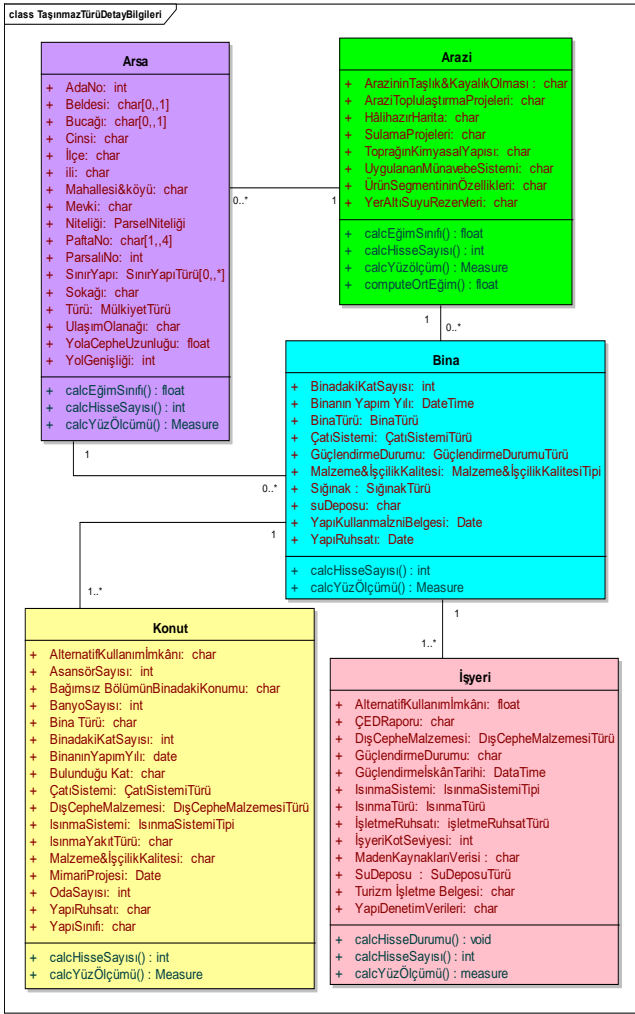 class TaşınmazTürüDetayBilgileri
Arsa
+ AdaNo: int
+ Beldesi: char[0,,1]
+ Bucağı: char[0,,1]
+ Cinsi: char
+ İlçe: char
+ ili: char
+ Mahallesi&köyü: char
+ Mevki: char
+ Niteliği: ParselNiteliği
+ PaftaNo: char[1,,4]
+ ParsalıNo: int
+ SınırYapı: SınırYapıTürü[0,,*]
+ Sokağı: char
+ Türü: MülkiyetTürü
+ UlaşımOlanağı: char
+ YolaCepheUzunluğu: float
+ YolGenişliği: int
+ calcEğimSınıfı() : float
+ calcHisseSayısı() : int
+ calcYüzÖlcümü() : Measure
Arazi
+ ArazininTaşlık&KayalıkOlması : char
+ AraziToplulaştırmaProjeleri: char
+ HâlihazırHarita: char
+ SulamaProjeleri: char
+ ToprağınKimyasalYapısı: char
+ UygulananMünavebeSistemi: char
+ ÜrünSegmentininÖzellikleri: char
+ YerAltıSuyuRezervleri: char
+ calcEğimSınıfı() : float
+ calcHisseSayısı() : int
+ calcYüzölçüm() : Measure
+ computeOrtEğim() : float
0..*
1
1
0..*
Bina
+ BinadakiKatSayısı: int
+ Binanın Yapım Yılı: DateTime
+ BinaTürü: BinaTürü
+ ÇatıSistemi: ÇatıSistemiTürü
+ GüçlendirmeDurumu: GüçlendirmeDurumuTürü
+ Malzeme&İşçilikKalitesi: Malzeme&İşçilikKalitesiTipi
+ Sığınak : SığınakTürü
+ suDeposu: char
+ YapıKullanmaİzniBelgesi: Date
+ YapıRuhsatı: Date
+ calcHisseSayısı() : int
+ calcYüzÖlçümü() : Measure
1
0..*
1
1..*
1
1..*
Konut
+ AlternatifKullanımİmkânı: char
+ AsansörSayısı: int
+ Bağımsız BölümünBinadakiKonumu: char
+ BanyoSayısı: int
+ Bina Türü: char
+ BinadakiKatSayısı: int
+ BinanınYapımYılı: date
+ Bulunduğu Kat: char
+ ÇatıSistemi: ÇatıSistemiTürü
+ DışCepheMalzemesi: DışCepheMalzemesiTürü
+ IsınmaSistemi: IsınmaSistemiTipi
+ IsınmaYakıtTürü: char
+ Malzeme&İşçilikKalitesi: char
+ MimariProjesi: Date
+ OdaSayısı: int
+ YapıRuhsatı: char
+ YapıSınıfı: char
+ calcHisseSayısı() : int
+ calcYüzÖlçümü() : Measure
İşyeri
+ AlternatifKullanımİmkânı: float
+ ÇEDRaporu: char
+ DışCepheMalzemesi: DışCepheMalzemesiTürü
+ GüçlendirmeDurumu: char
+ GüçlendirmeİskânTarihi: DataTime
+ IsınmaSistemi: IsınmaSistemiTipi
+ IsınmaTürü: IsınmaTürü
+ İşletmeRuhsatı: işletmeRuhsatTürü
+ İşyeriKotSeviyesi: int
+ MadenKaynaklarıVerisi : char
+ SuDeposu : SuDeposuTürü
+ Turizm İşletme Belgesi: char
+ YapıDenetimVerileri: char
+ calcHisseDurumu() : void
+ calcHisseSayısı() : int
+ calcYüzÖlçümü() : measure